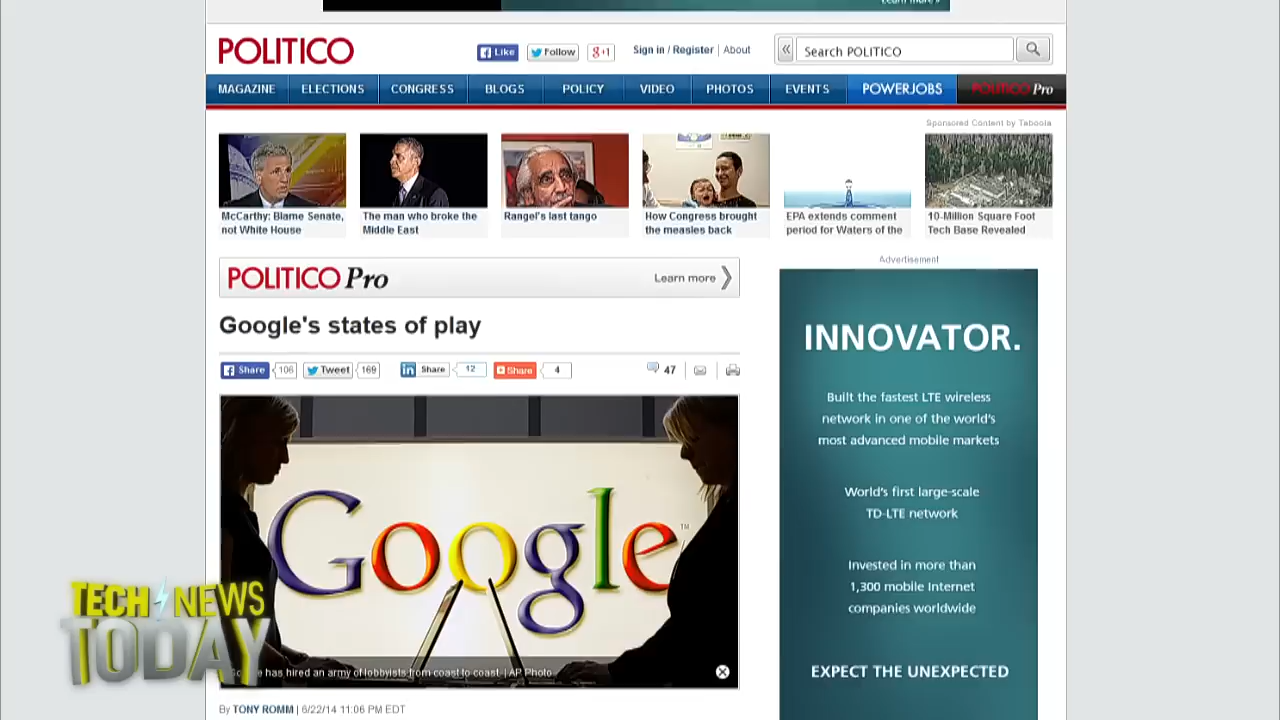 Learn more »
POLITICO
Like
Follow
g+1
Sign in / Register | About
Search POLITICO
MAGAZINE
ELECTIONS
CONGRESS
BLOGS
POLICY
VIDEO
PHOTOS
EVENTS
POWERJOBS
POLITICO Pro
Sponsored Content by Taboola
McCarthy: Blame Senate,
not White House
The man who broke the
Middle East
Rangel's last tango
How Congress brought
the measles back
EPA extends comment
period for Waters of the
10-Million Square Foot
Tech Base Revealed
POLITICO Pro
Learn more
Advertisement
Google's states of play
Share 106
Tweet 169
in Share 12
Share 4
47
Google™
has hired an army of lobbyists from coast to coast. | AP Photo
By TONY ROMM | 6/22/14 11:06 PM EDT
INNOVATOR.
Built the fastest LTE wireless
network in one of the world's
most advanced mobile markets
World's first large-scale
TD-LTE network
Invested in more than
1,300 mobile Internet
companies worldwide
EXPECT THE UNEXPECTED
TECH NEWS
TODAY